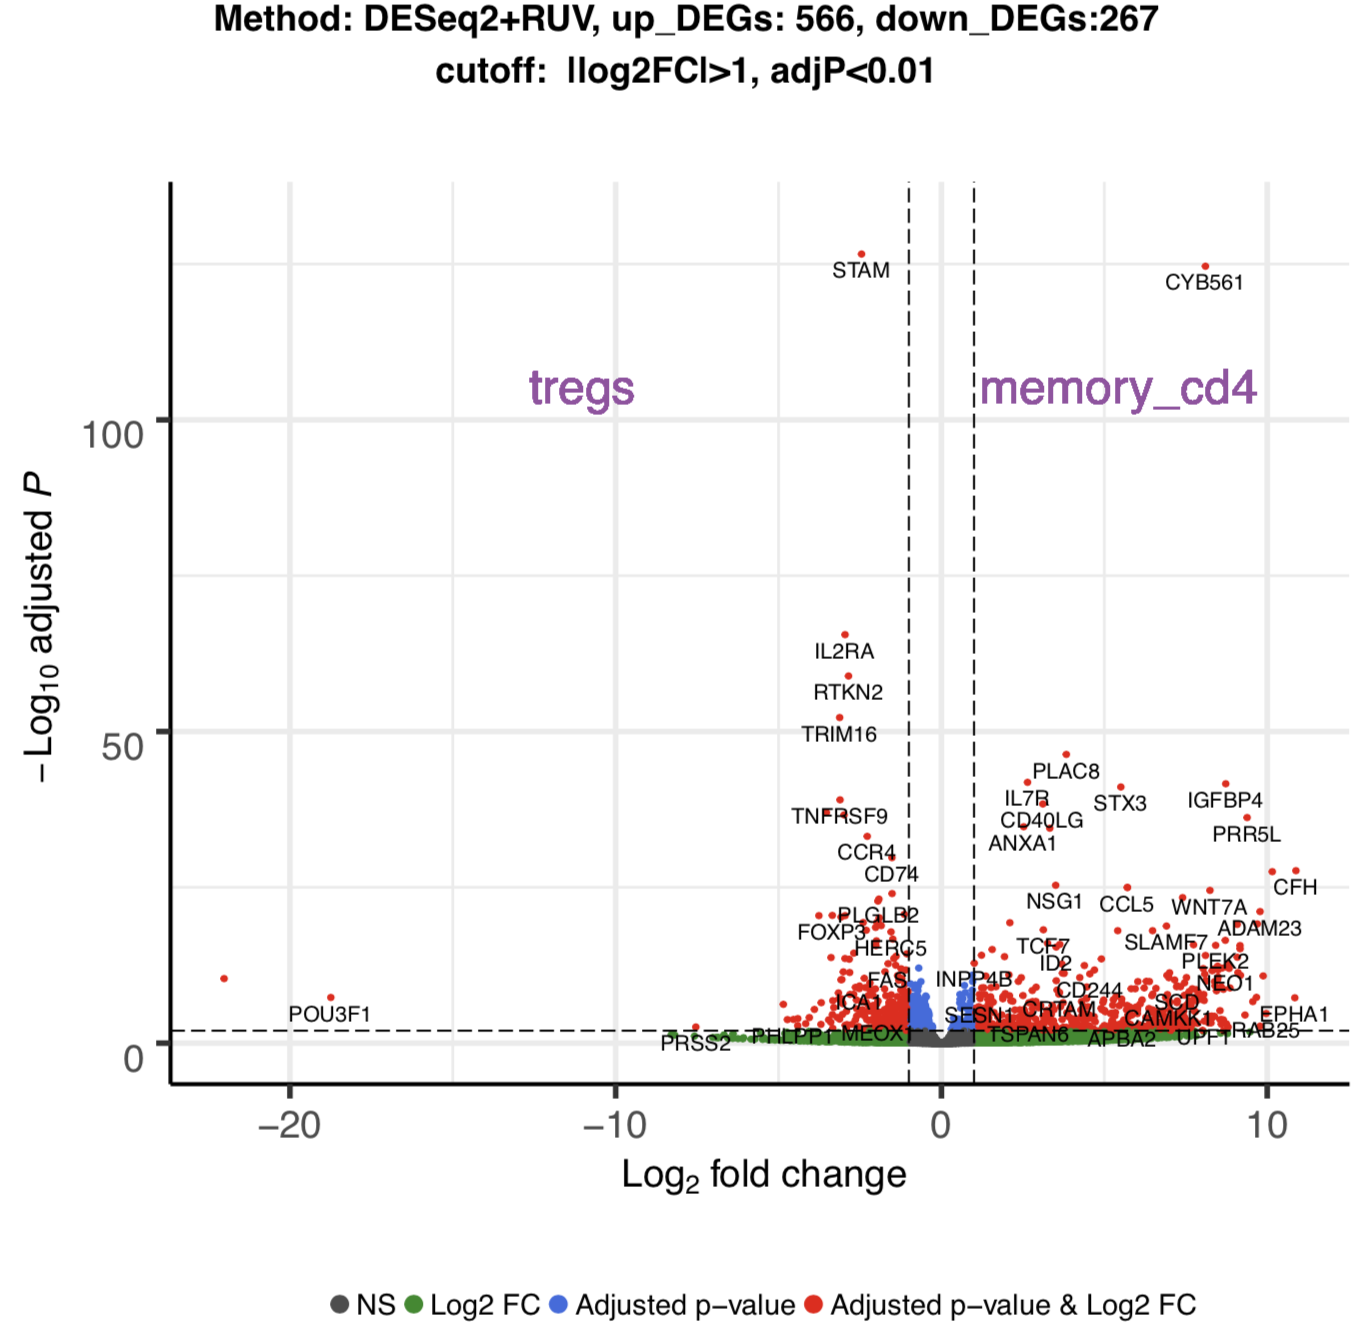 Method: DESeq2+RUV, up_DEGs: 566, down_DEGs:267
cutoff:  |log2FC|>1, adjP<0.01
STAM
CYB561
tregs
memory_cd4
100
IL2RA
RTKN2
TRIM16
50
PLAC8
IL7R
STX3
IGFBP4
TNFRSF9
CD40LG
PRR5L
ANXA1
CCR4
CD74
CFH
NSG1
CCL5
WNT7A
PLGLB2
ADAM23
FOXP3
TCF7
SLAMF7
HERC5
ID2
PLEK2
FAS
INPP4B
NEO1
CD244
ICA1
SCD
CRTAM
POU3F1
SESN1
CAMKK1
EPHA1
RAB25
MEOX1
PHLPP1
TSPAN6
APBA2
UPF1
PRSS2
0
−20
−10
0
10
−Log10 adjusted P
Log2 fold change
NS
Log2 FC
Adjusted p−value
Adjusted p−value & Log2 FC